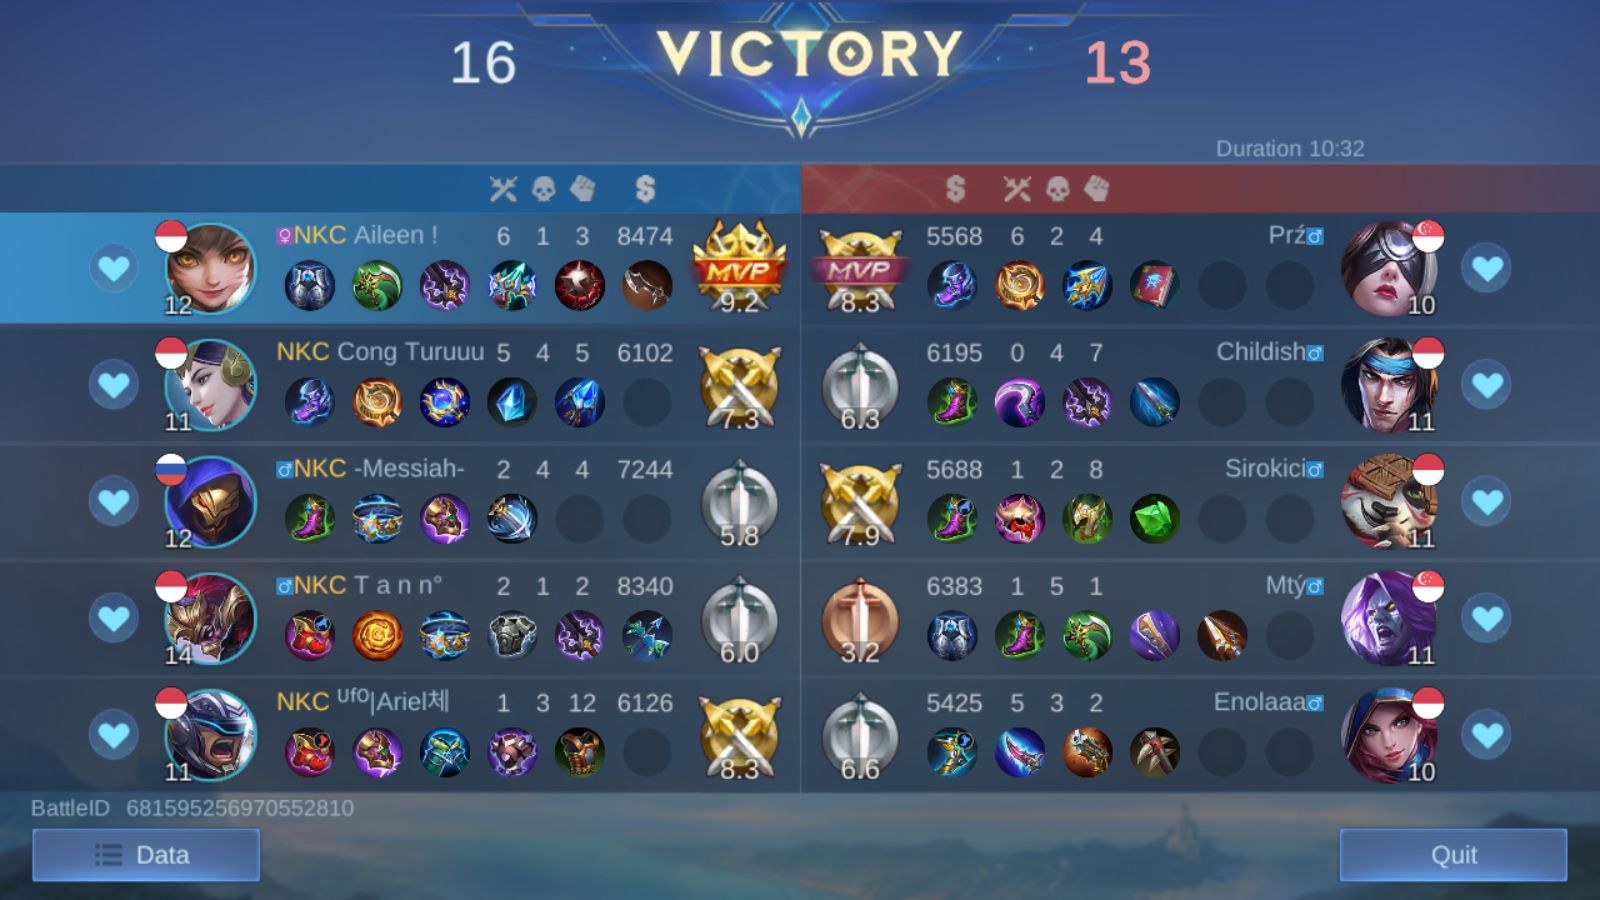 16 VICTORY 13
Duration 10:32
NKC Aileen ! 6 1 3 8474 MVP 9.2 12
MVP 8.3 5568 6 2 4 Prź 10
NKC Cong Turuuu 5 4 5 6102 7.3 11
6.3 6195 0 4 7 Childish 11
NKC -Messiah- 2 4 4 7244 5.8 12
7.9 5688 1 2 8 Sirokici 11
NKC T a n n° 2 1 2 8340 6.0 14
3.2 6383 1 5 1 Mtý 11
NKC ᵁᶠᴼ|Ariel체 1 3 12 6126 8.3 11
6.6 5425 5 3 2 Enolaaa 10
BattleID 681595256970552810
Data
Quit